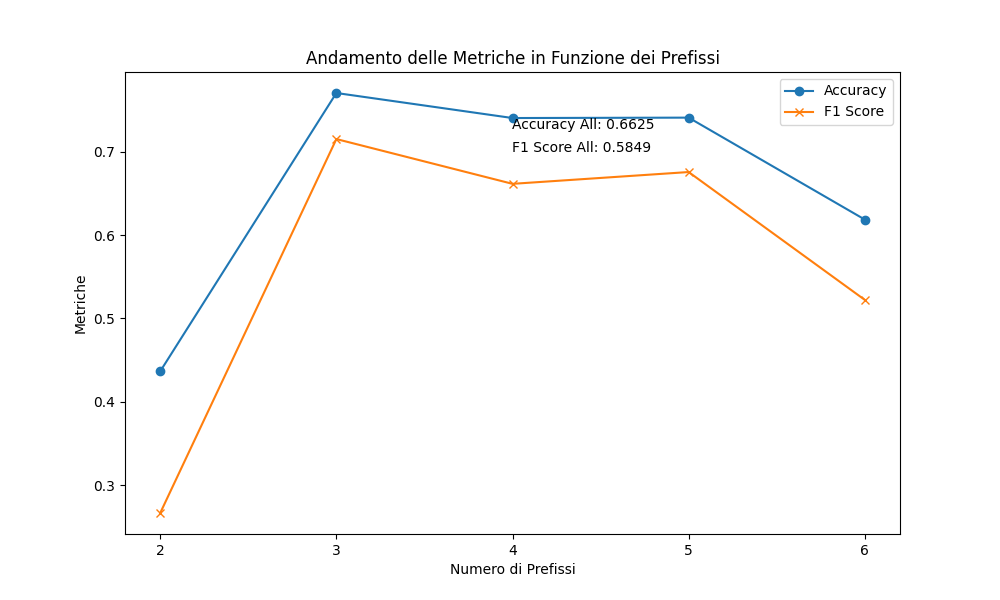 Andamento delle Metriche in Funzione dei Prefissi
Accuracy
F1 Score
Accuracy All: 0.6625
F1 Score All: 0.5849
0.7
0.6
0.5
0.4
0.3
Metriche
2 3 4 5 6
Numero di Prefissi